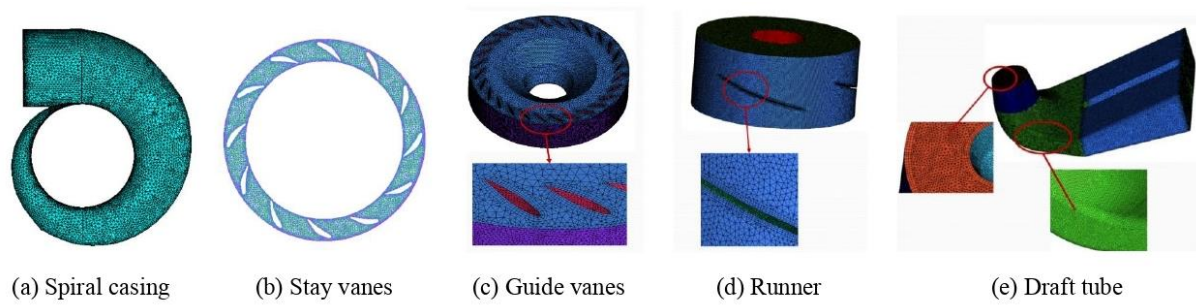 (a) Spiral casing
(b) Stay vanes
(c) Guide vanes
(d) Runner
(e) Draft tube